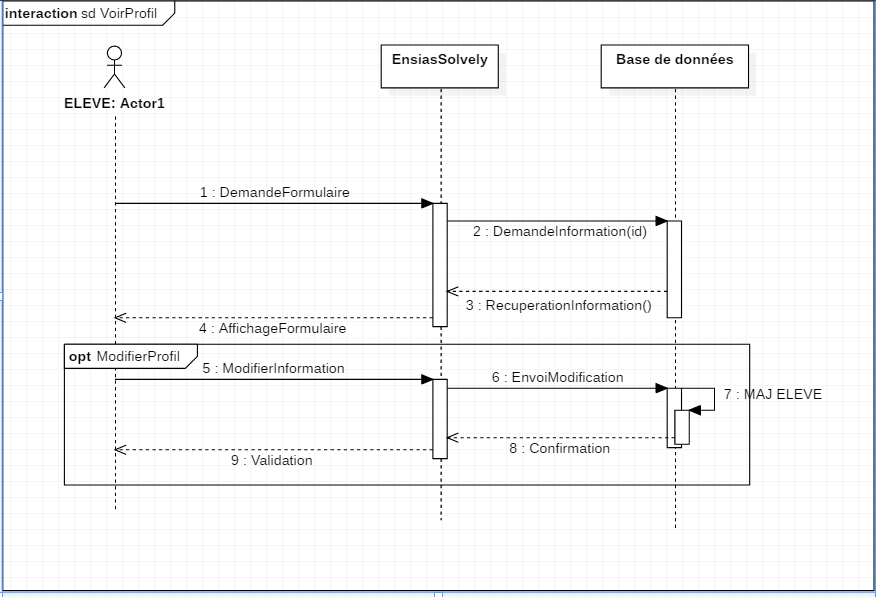 interaction sd VoirProfil
EnsiasSolvely
Base de données
ELEVE: Actor1
1 : DemandeFormulaire
2 : DemandeInformation(id)
3 : RecuperationInformation()
4 : AffichageFormulaire
opt ModifierProfil
5 : ModifierInformation
6 : EnvoiModification
7 : MAJ ELEVE
8 : Confirmation
9 : Validation